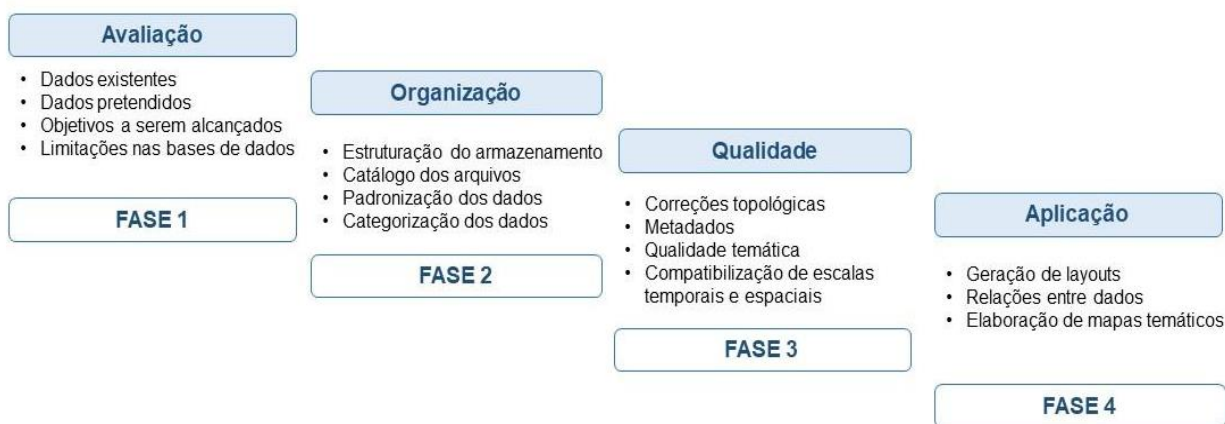 Avaliação
• Dados existentes
• Dados pretendidos
• Objetivos a serem alcançados
• Limitações nas bases de dados
FASE 1
Organização
• Estruturação do armazenamento
• Catálogo dos arquivos
• Padronização dos dados
• Categorização dos dados
FASE 2
Qualidade
• Correções topológicas
• Metadados
• Qualidade temática
• Compatibilização de escalas
temporais e espaciais
FASE 3
Aplicação
• Geração de layouts
• Relações entre dados
• Elaboração de mapas temáticos
FASE 4